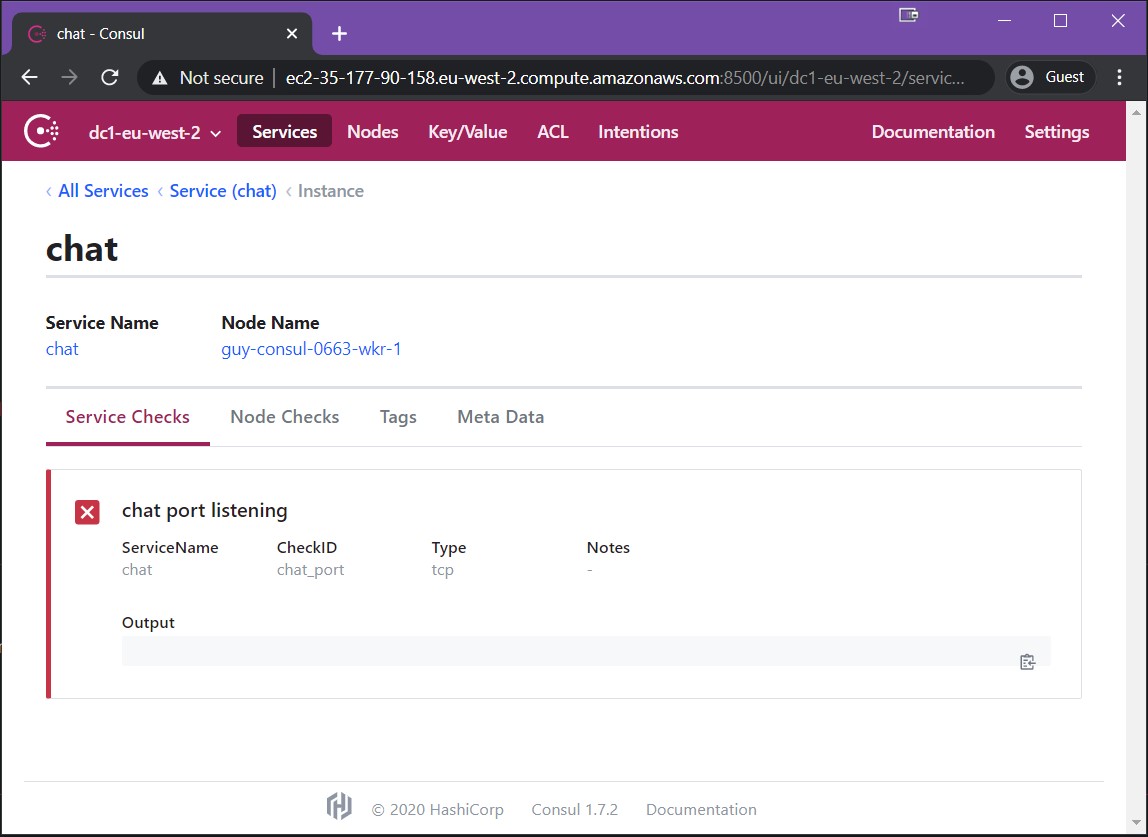 chat - Consul
Not secure ec2-35-177-90-158.eu-west-2.compute.amazonaws.com:8500/ui/dc1-eu-west-2/servic... Guest
dc1-eu-west-2 Services Nodes Key/Value ACL Intentions Documentation Settings
‹ All Services ‹ Service (chat) ‹ Instance
chat
Service Name Node Name
chat guy-consul-0663-wkr-1
Service Checks Node Checks Tags Meta Data
chat port listening
ServiceName CheckID Type Notes
chat chat_port tcp -
Output
© 2020 HashiCorp Consul 1.7.2 Documentation